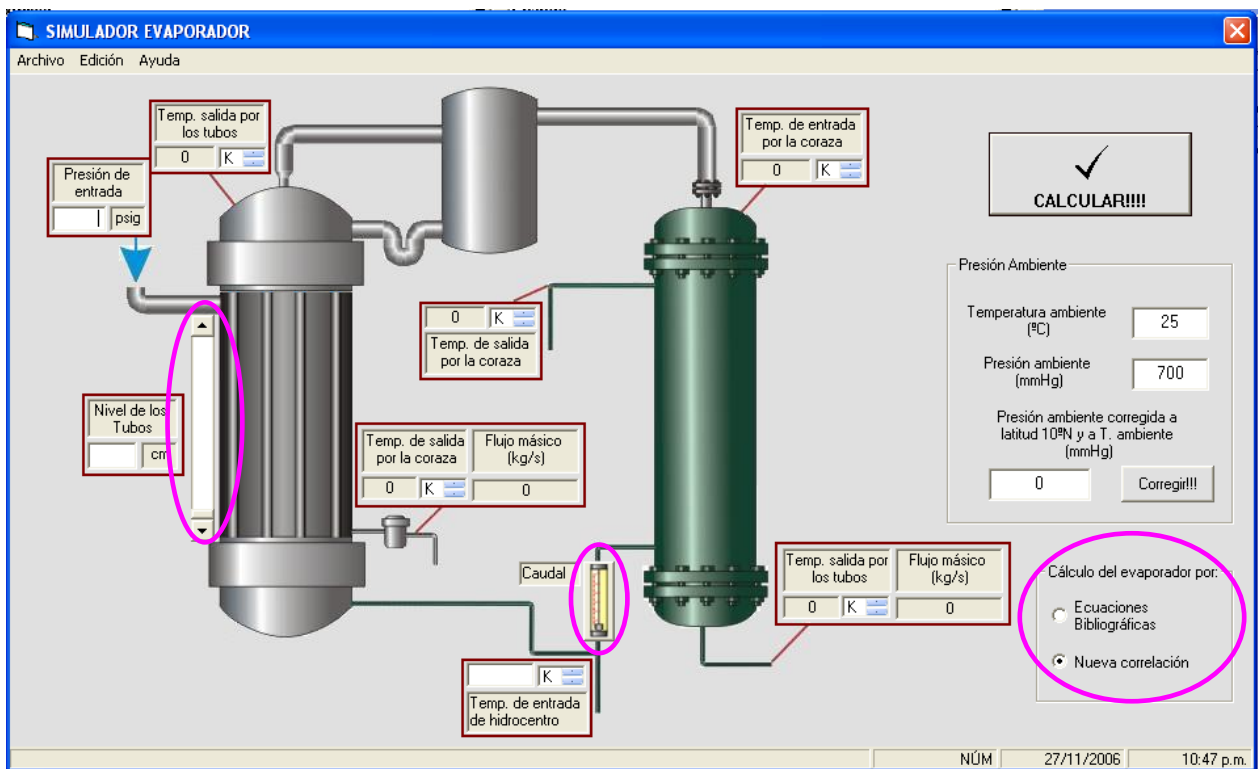 SIMULADOR EVAPORADOR
Archivo Edición Ayuda
Temp. salida por
los tubos
0 K
Presión de
entrada
psig
Temp. de entrada
por la coraza
0 K
CALCULAR!!!!
Presión Ambiente
Temperatura ambiente
(ºC)
25
Presión ambiente
(mmHg)
700
Presión ambiente corregida a
latitud 10ºN y a T. ambiente
(mmHg)
0 Corregir!!!
0 K
Temp. de salida
por la coraza
Nivel de los
Tubos
cm
Temp. de salida
por la coraza
0 K
Flujo másico
(kg/s)
0
Caudal
Temp. salida por
los tubos
0 K
Flujo másico
(kg/s)
0
Cálculo del evaporador por:
Ecuaciones
Bibliográficas
Nueva correlación
K
Temp. de entrada
de hidrocentro
NÚM 27/11/2006 10:47 p.m.